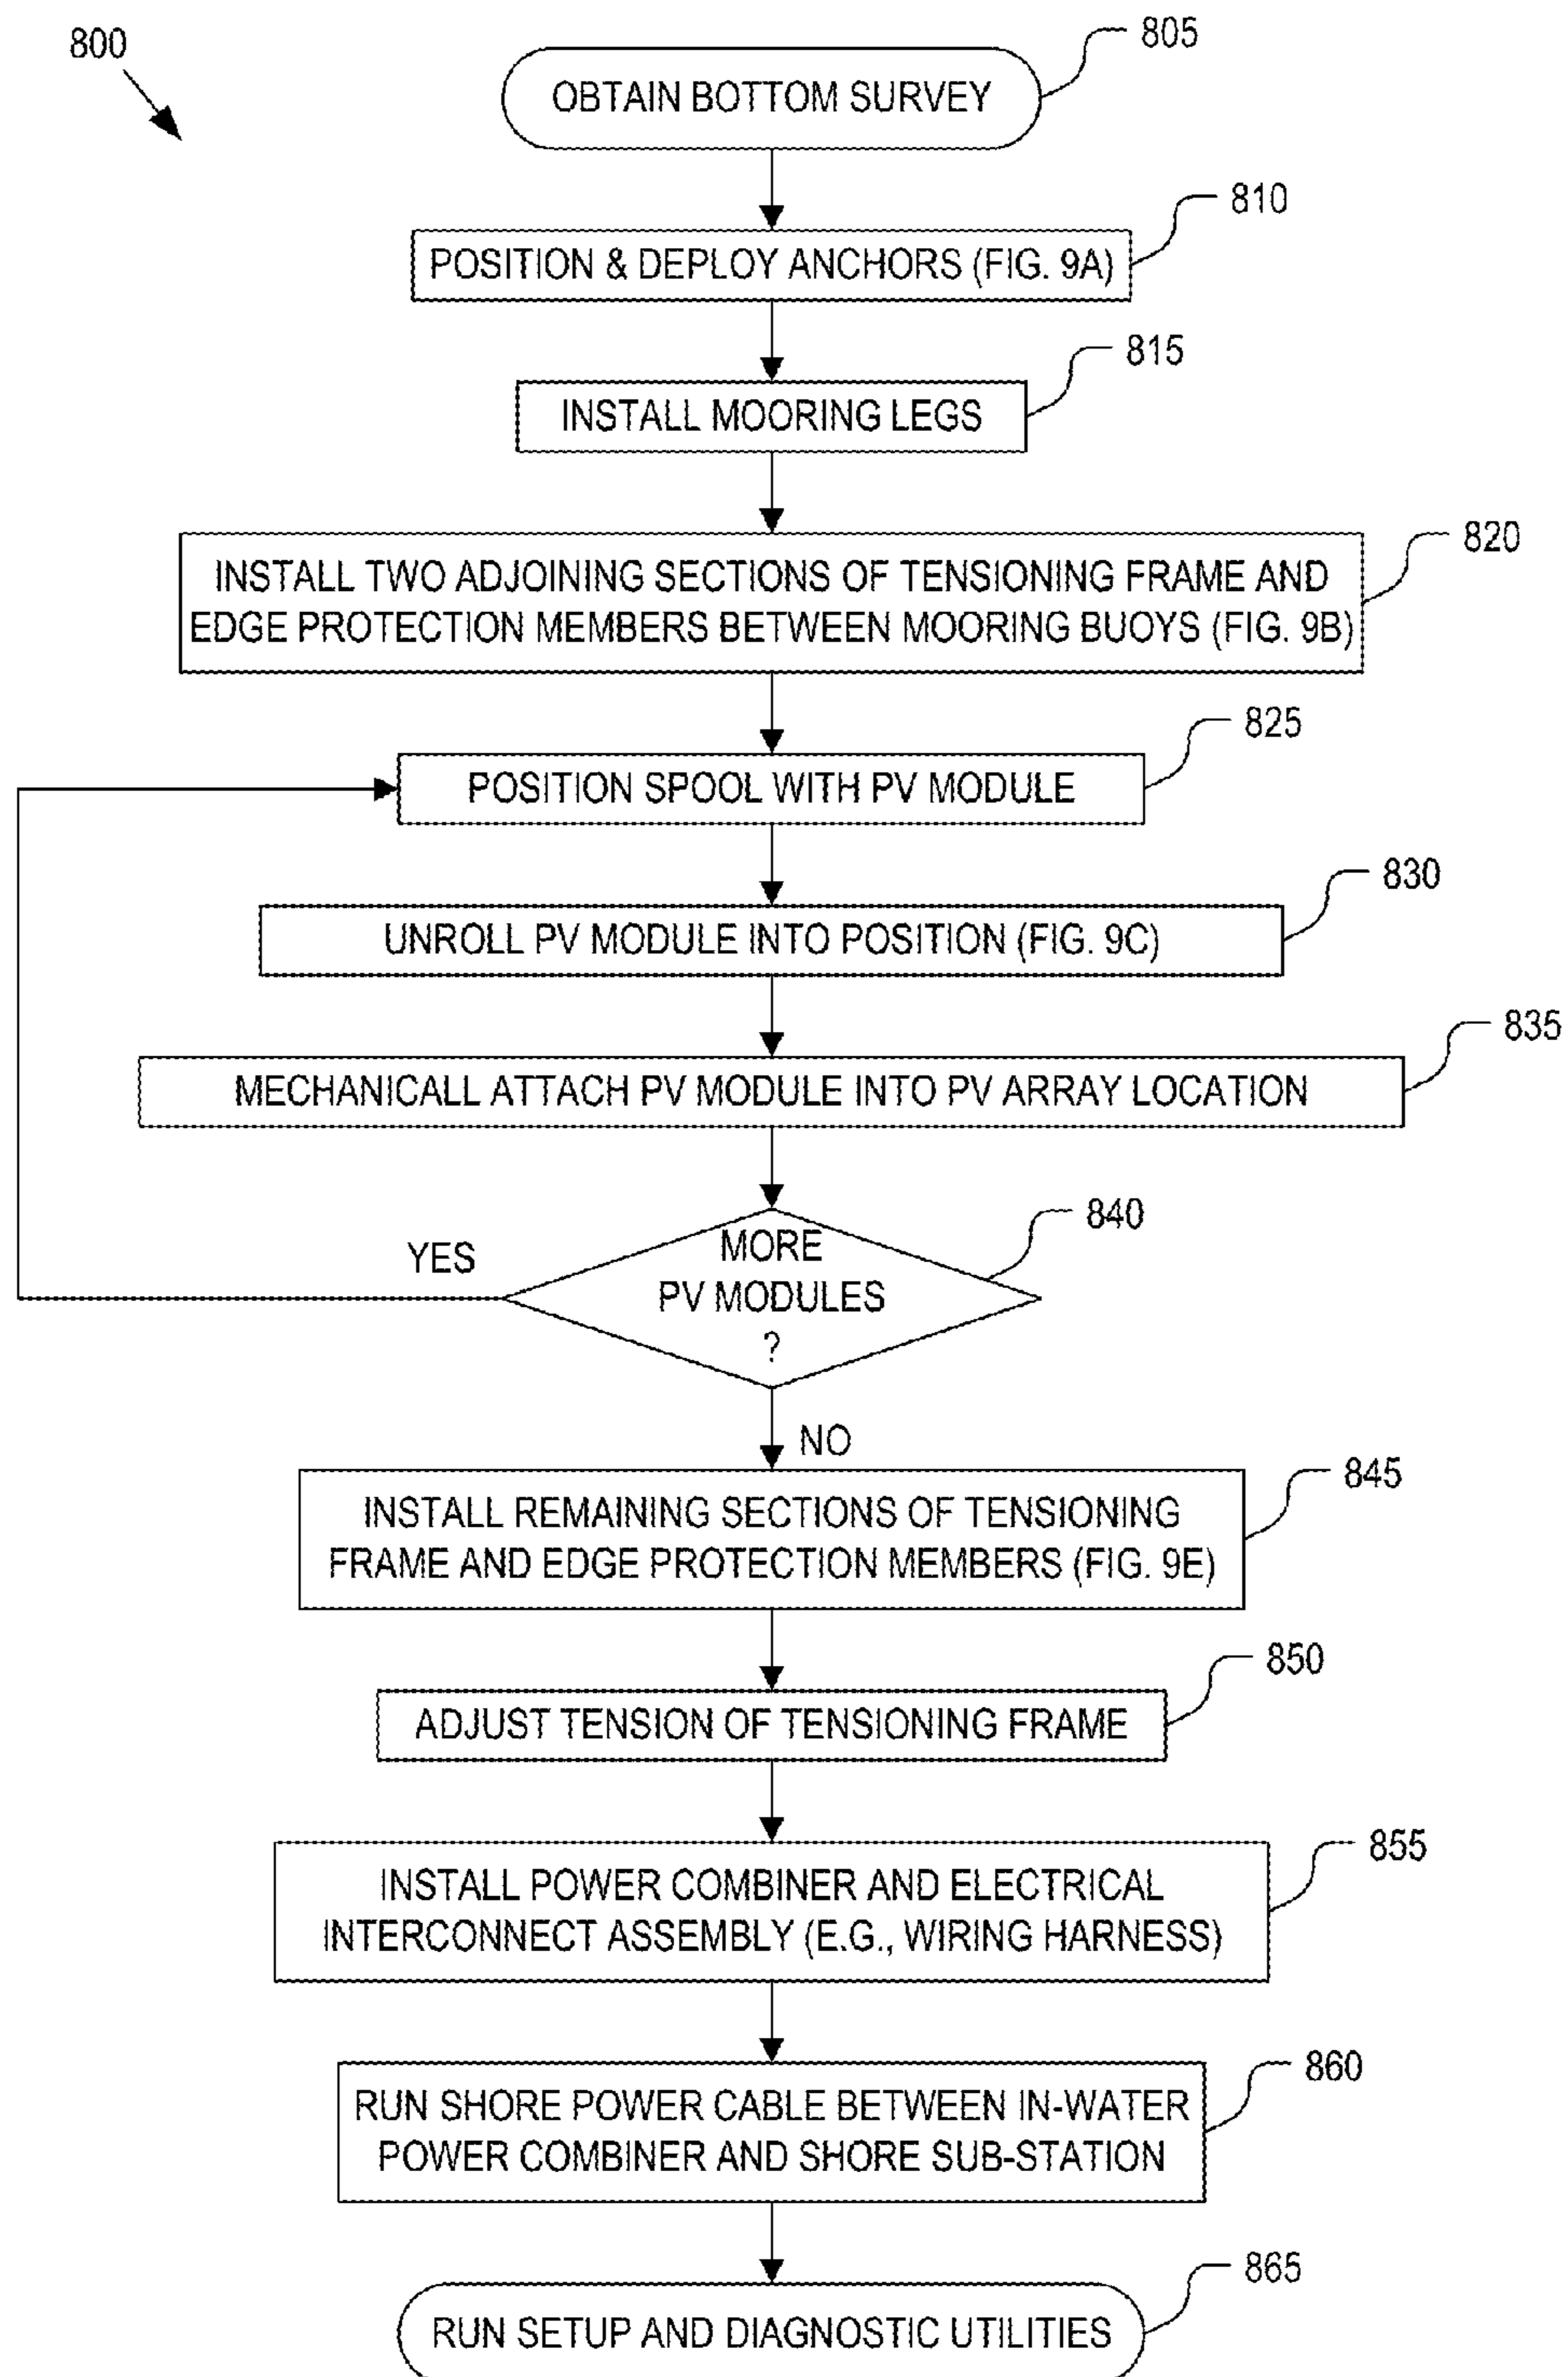 800
805
OBTAIN BOTTOM SURVEY
810
POSITION & DEPLOY ANCHORS (FIG. 9A)
815
INSTALL MOORING LEGS
820
INSTALL TWO ADJOINING SECTIONS OF TENSIONING FRAME AND
EDGE PROTECTION MEMBERS BETWEEN MOORING BUOYS (FIG. 9B)
825
POSITION SPOOL WITH PV MODULE
830
UNROLL PV MODULE INTO POSITION (FIG. 9C)
835
MECHANICALL ATTACH PV MODULE INTO PV ARRAY LOCATION
840
YES
MORE
PV MODULES
?
NO
845
INSTALL REMAINING SECTIONS OF TENSIONING
FRAME AND EDGE PROTECTION MEMBERS (FIG. 9E)
850
ADJUST TENSION OF TENSIONING FRAME
855
INSTALL POWER COMBINER AND ELECTRICAL
INTERCONNECT ASSEMBLY (E.G., WIRING HARNESS)
860
RUN SHORE POWER CABLE BETWEEN IN-WATER
POWER COMBINER AND SHORE SUB-STATION
865
RUN SETUP AND DIAGNOSTIC UTILITIES